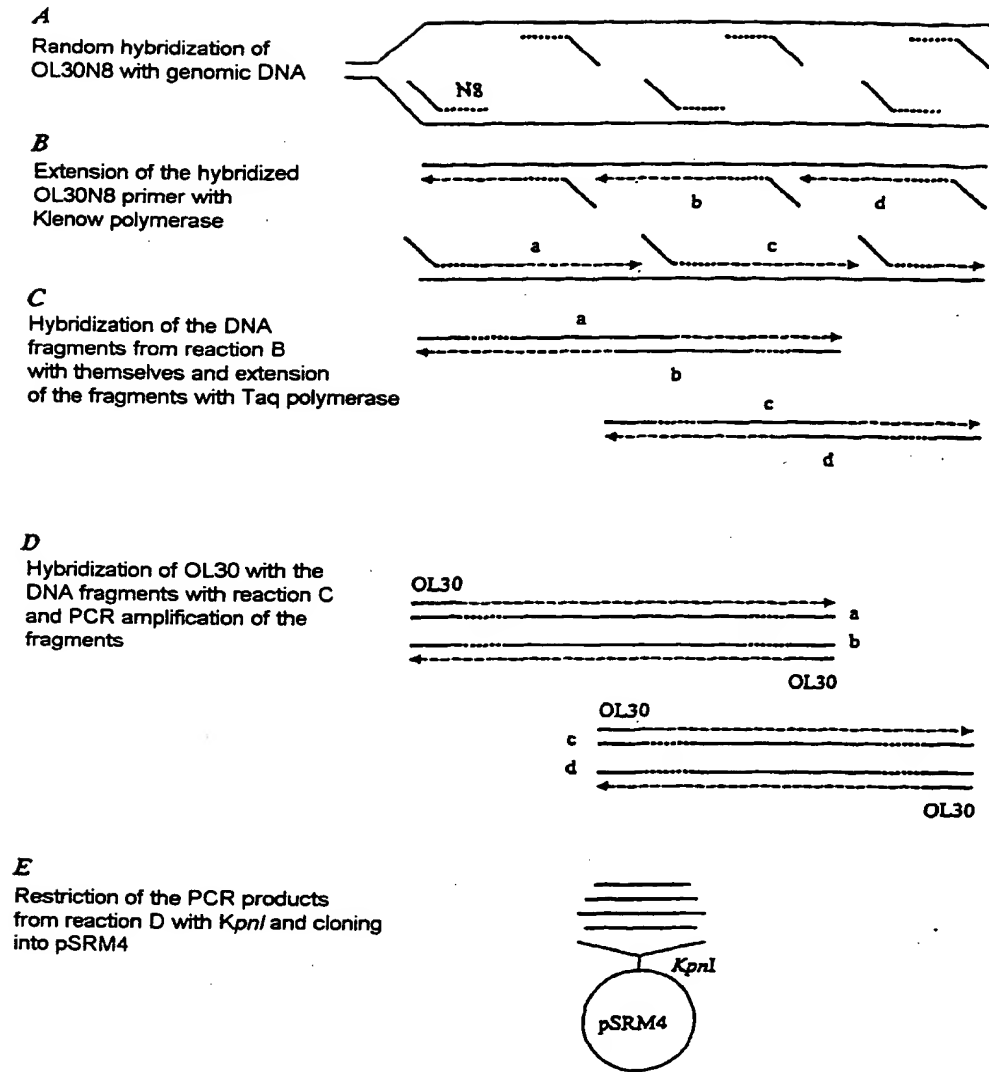 A
Random hybridization of
OL30N8 with genomic DNA
N8
B
Extension of the hybridized
OL30N8 primer with
Klenow polymerase
b
d
a
c
C
Hybridization of the DNA
fragments from reaction B
with themselves and extension
of the fragments with Taq polymerase
a
b
c
d
D
Hybridization of OL30 with the
DNA fragments with reaction C
and PCR amplification of the
fragments
OL30
a
b
OL30
OL30
c
d
OL30
E
Restriction of the PCR products
from reaction D with KpnI and cloning
into pSRM4
KpnI
pSRM4